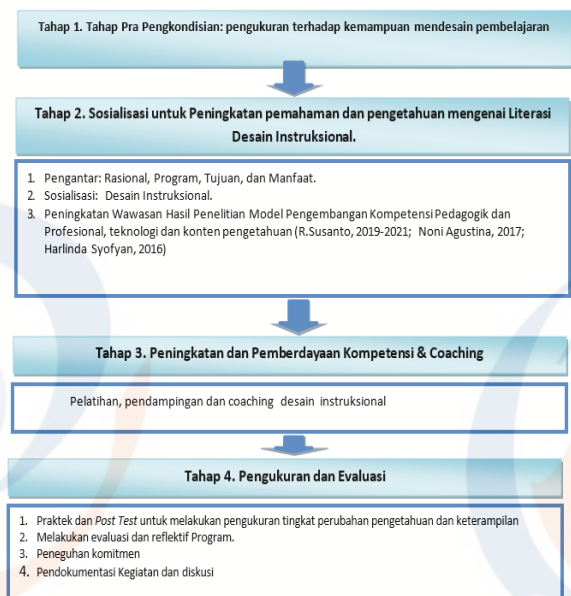 Tahap 1. Tahap Pra Pengkondisian: pengukuran terhadap kemampuan mendesain pembelajaran
Tahap 2. Sosialisasi untuk Peningkatan pemahaman dan pengetahuan mengenai Literasi
Desain Instruksional.
1. Pengantar: Rasional, Program, Tujuan, dan Manfaat.
2. Sosialisasi: Desain Instruksional.
3. Peningkatan Wawasan Hasil Penelitian Model Pengembangan Kompetensi Pedagogik dan
Profesional, teknologi dan konten pengetahuan (R.Susanto, 2019-2021; Noni Agustina, 2017;
Harlinda Syofyan, 2016)
Tahap 3. Peningkatan dan Pemberdayaan Kompetensi & Coaching
Pelatihan, pendampingan dan coaching desain instruksional
Tahap 4. Pengukuran dan Evaluasi
1. Praktek dan Post Test untuk melakukan pengukuran tingkat perubahan pengetahuan dan keterampilan
2. Melakukan evaluasi dan reflektif Program.
3. Peneguhan komitmen
4. Pendokumentasi Kegiatan dan diskusi